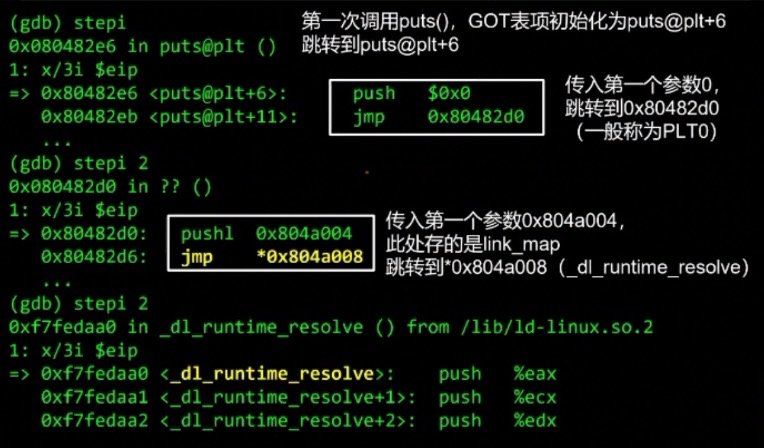 (gdb) stepi
第一次调用puts()，GOT表项初始化为puts@plt+6
0x080482e6 in puts@plt ()
跳转到puts@plt+6
1: x/3i $eip
=> 0x80482e6 <puts@plt+6>: push $0x0
0x80482eb <puts@plt+11>: jmp 0x80482d0
...
传入第一个参数0，
跳转到0x80482d0
（一般称为PLT0）
(gdb) stepi 2
0x080482d0 in ?? ()
1: x/3i $eip
=> 0x80482d0: pushl 0x804a004
0x80482d6: jmp *0x804a008
...
传入第一个参数0x804a004，
此处存的是link_map
跳转到*0x804a008（_dl_runtime_resolve）
(gdb) stepi 2
0xf7fedaa0 in _dl_runtime_resolve () from /lib/ld-linux.so.2
1: x/3i $eip
=> 0xf7fedaa0 <_dl_runtime_resolve>: push %eax
0xf7fedaa1 <_dl_runtime_resolve+1>: push %ecx
0xf7fedaa2 <_dl_runtime_resolve+2>: push %edx